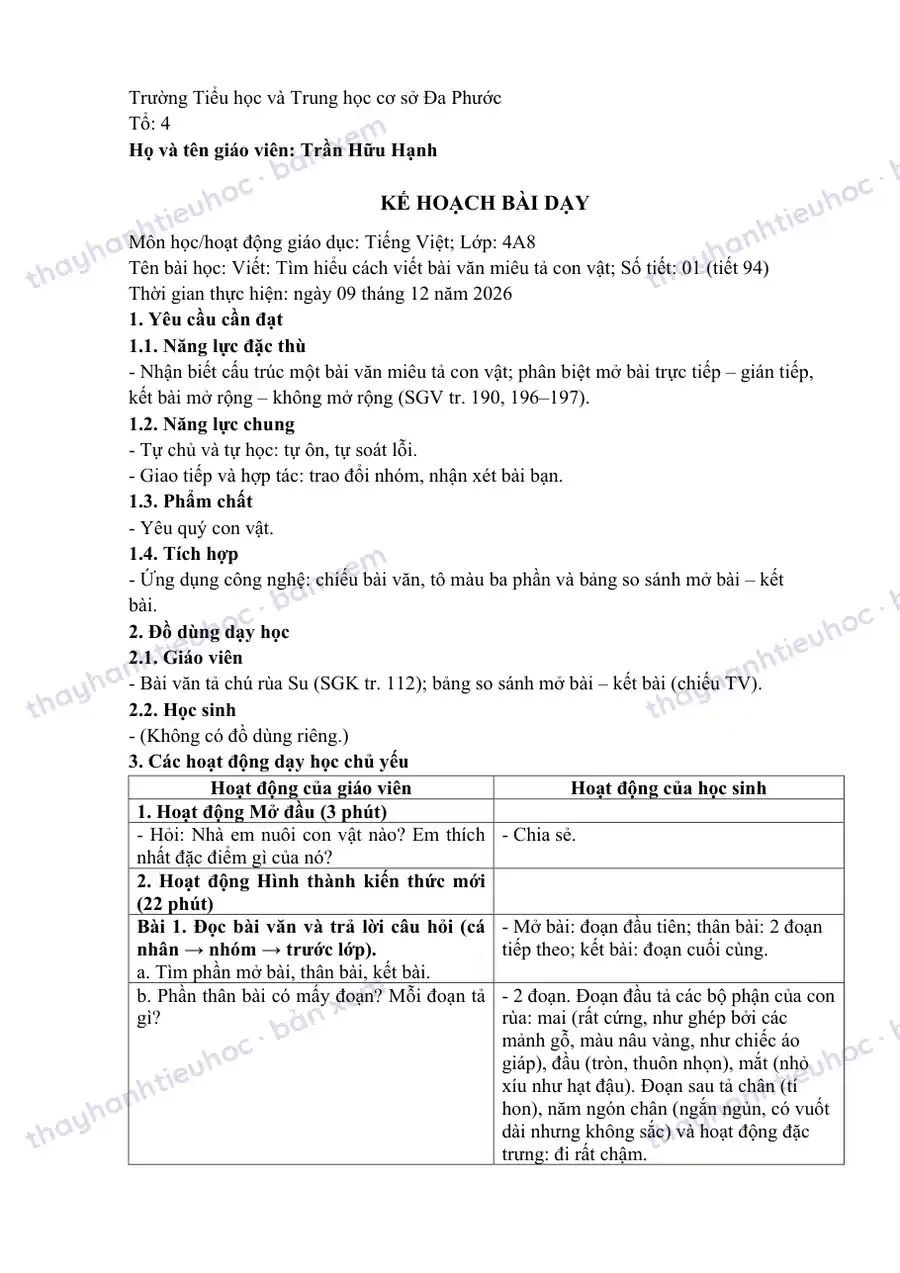 Trường Tiểu học và Trung học cơ sở Đa Phước
Tổ: 4
Họ và tên giáo viên: Trần Hữu Hạnh
KẾ HOẠCH BÀI DẠY
Môn học/hoạt động giáo dục: Tiếng Việt; Lớp: 4A8
Tên bài học: Viết: Tìm hiểu cách viết bài văn miêu tả con vật; Số tiết: 01 (tiết 94)
Thời gian thực hiện: ngày 09 tháng 12 năm 2026
1. Yêu cầu cần đạt
1.1. Năng lực đặc thù
- Nhận biết cấu trúc một bài văn miêu tả con vật; phân biệt mở bài trực tiếp – gián tiếp,
kết bài mở rộng – không mở rộng (SGV tr. 190, 196–197).
1.2. Năng lực chung
- Tự chủ và tự học: tự ôn, tự soát lỗi.
- Giao tiếp và hợp tác: trao đổi nhóm, nhận xét bài bạn.
1.3. Phẩm chất
- Yêu quý con vật.
1.4. Tích hợp
- Ứng dụng công nghệ: chiếu bài văn, tô màu ba phần và bảng so sánh mở bài – kết
bài.
2. Đồ dùng dạy học
2.1. Giáo viên
- Bài văn tả chú rùa Su (SGK tr. 112); bảng so sánh mở bài – kết bài (chiếu TV).
2.2. Học sinh
- (Không có đồ dùng riêng.)
3. Các hoạt động dạy học chủ yếu
Hoạt động của giáo viên
Hoạt động của học sinh
1. Hoạt động Mở đầu (3 phút)
- Hỏi: Nhà em nuôi con vật nào? Em thích
nhất đặc điểm gì của nó?
- Chia sẻ.
2. Hoạt động Hình thành kiến thức mới
(22 phút)
Bài 1. Đọc bài văn và trả lời câu hỏi (cá
nhân → nhóm → trước lớp).
a. Tìm phần mở bài, thân bài, kết bài.
- Mở bài: đoạn đầu tiên; thân bài: 2 đoạn
tiếp theo; kết bài: đoạn cuối cùng.
b. Phần thân bài có mấy đoạn? Mỗi đoạn tả
gì?
- 2 đoạn. Đoạn đầu tả các bộ phận của con
rùa: mai (rất cứng, như ghép bởi các
mảnh gỗ, màu nâu vàng, như chiếc áo
giáp), đầu (tròn, thuôn nhọn), mắt (nhỏ
xíu như hạt đậu). Đoạn sau tả chân (tí
hon), năm ngón chân (ngắn ngủn, có vuốt
dài nhưng không sắc) và hoạt động đặc
trưng: đi rất chậm.
thayhanhtieuhoc · bản xem
thayhanhtieuhoc · b
thayhanhtieuhoc · bản xem
thayhanhtieuhoc · b
thayhanhtieuhoc · bản xem
thayhanhtieuhoc · b